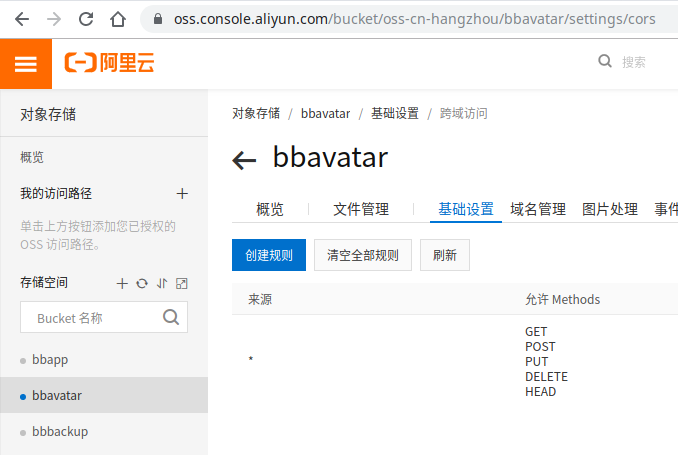 oss.console.aliyun.com/bucket/oss-cn-hangzhou/bbavatar/settings/cors
阿里云
搜索
对象存储
对象存储 / bbavatar / 基础设置 / 跨域访问
概览
bbavatar
我的访问路径
概览 文件管理 基础设置 域名管理 图片处理 事件
单击上方按钮添加您已授权的
OSS 访问路径。
创建规则 清空全部规则 刷新
存储空间
来源 允许 Methods
Bucket 名称
GET
POST
* PUT
DELETE
HEAD
bbapp
bbavatar
bbbackup